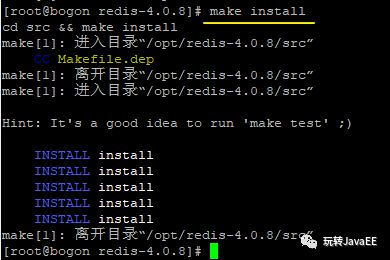 [root@bogon redis-4.0.8]# make install
cd src && make install
make[1]: 进入目录“/opt/redis-4.0.8/src”
CC Makefile.dep
make[1]: 离开目录“/opt/redis-4.0.8/src”
make[1]: 进入目录“/opt/redis-4.0.8/src”
Hint: It's a good idea to run 'make test' ;)
INSTALL install
INSTALL install
INSTALL install
INSTALL install
INSTALL install
make[1]: 离开目录“/opt/redis-4.0.8/src”
[root@bogon redis-4.0.8]#
玩转JavaEE